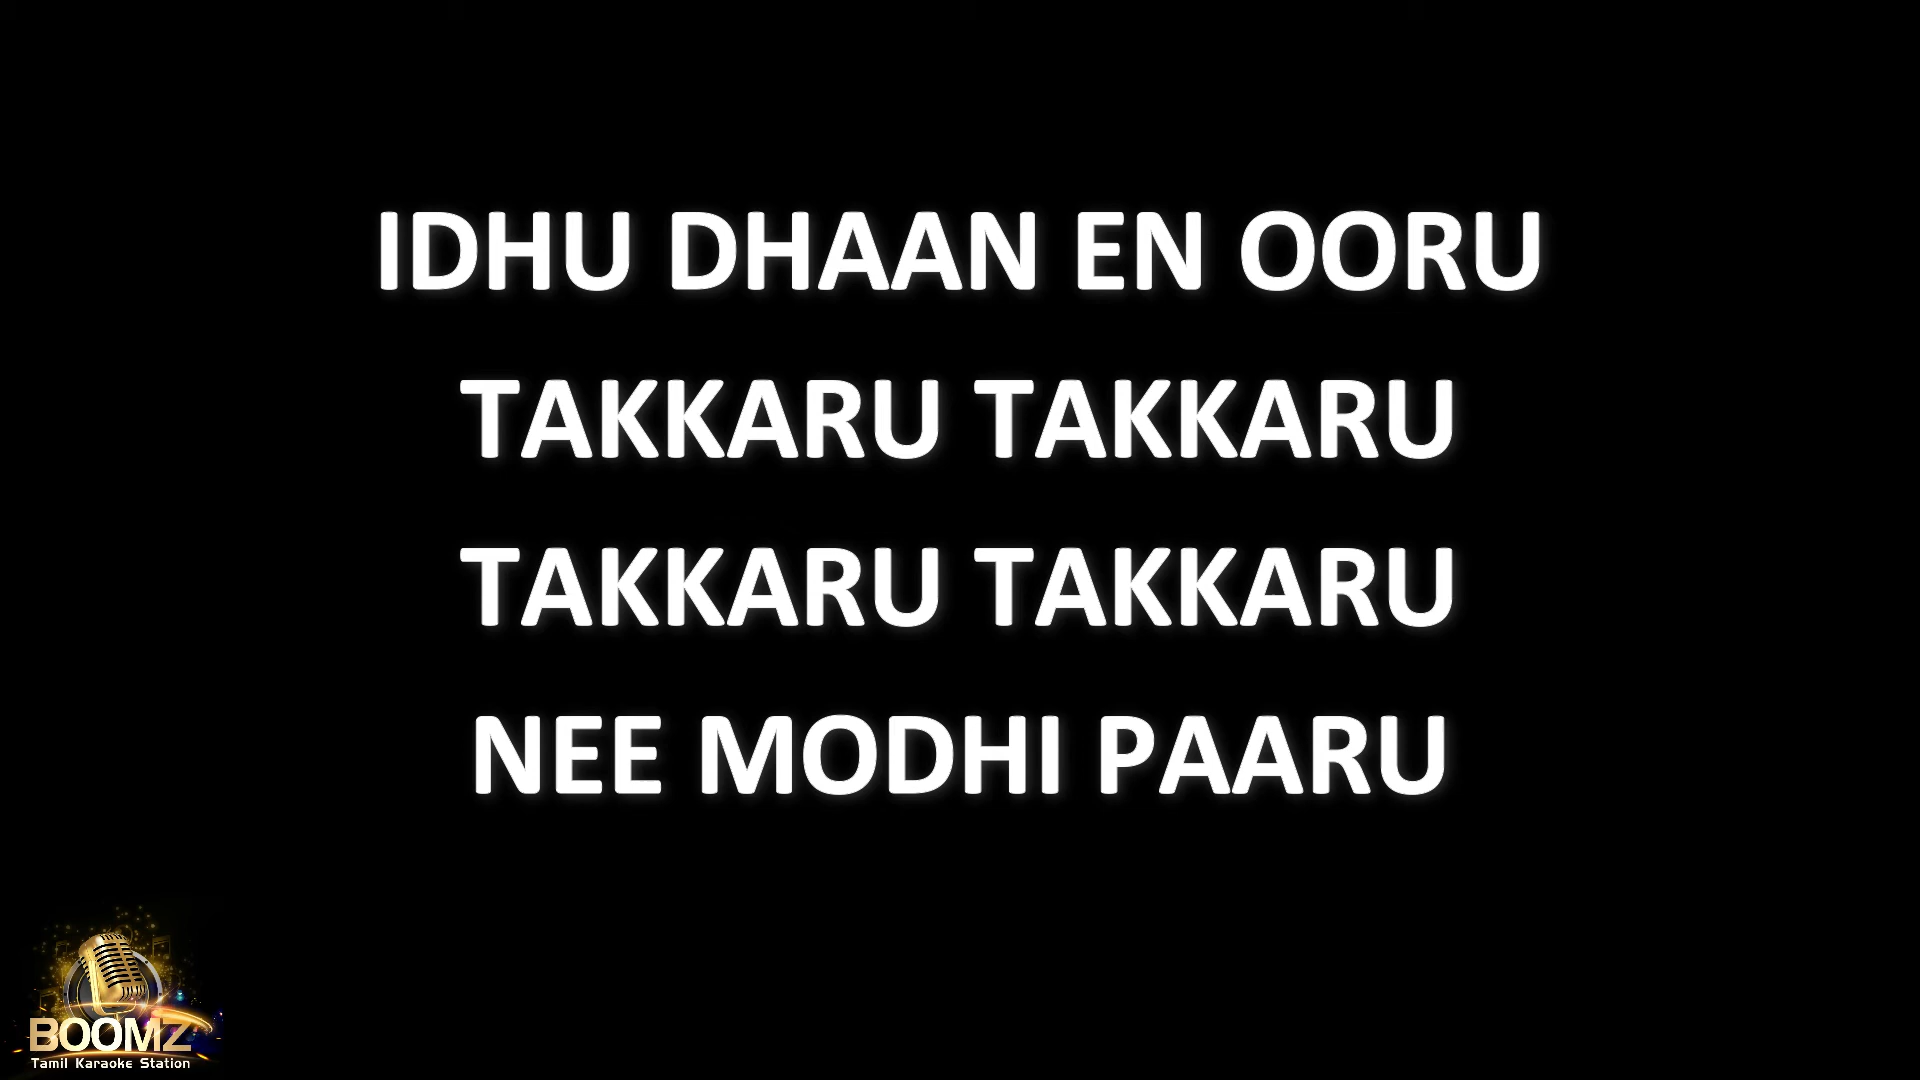 IDHU DHAAN EN OORU
TAKKARU TAKKARU
TAKKARU TAKKARU
NEE MODHI PAARU
BOOMZ
Tamil Karaoke Station